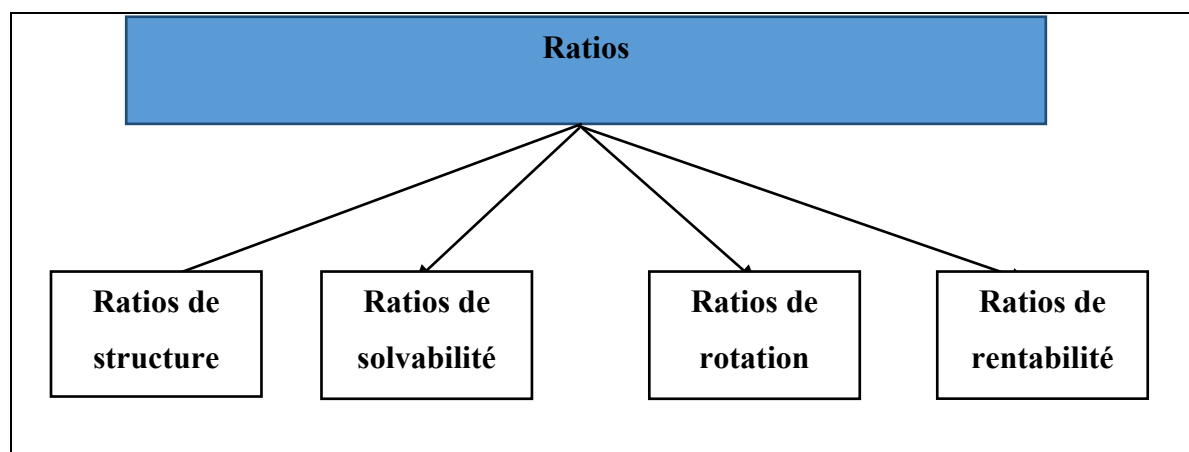 Ratios
Ratios de
structure
Ratios de
solvabilité
Ratios de
rotation
Ratios de
rentabilité